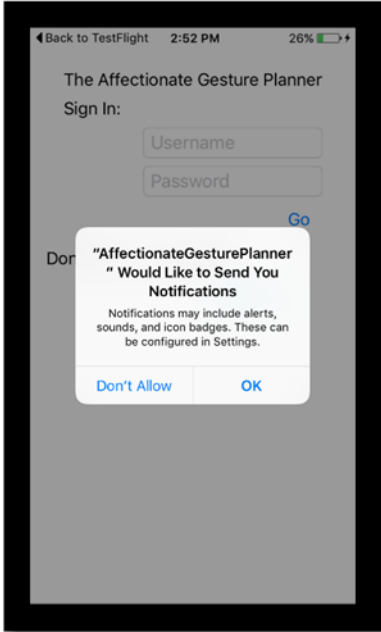 Back to TestFlight 2:52 PM 26%
The Affectionate Gesture Planner
Sign In:
Username
Password
Go
Don
"AffectionateGesturePlanner
" Would Like to Send You
Notifications
Notifications may include alerts,
sounds, and icon badges. These can
be configured in Settings.
Don't Allow OK